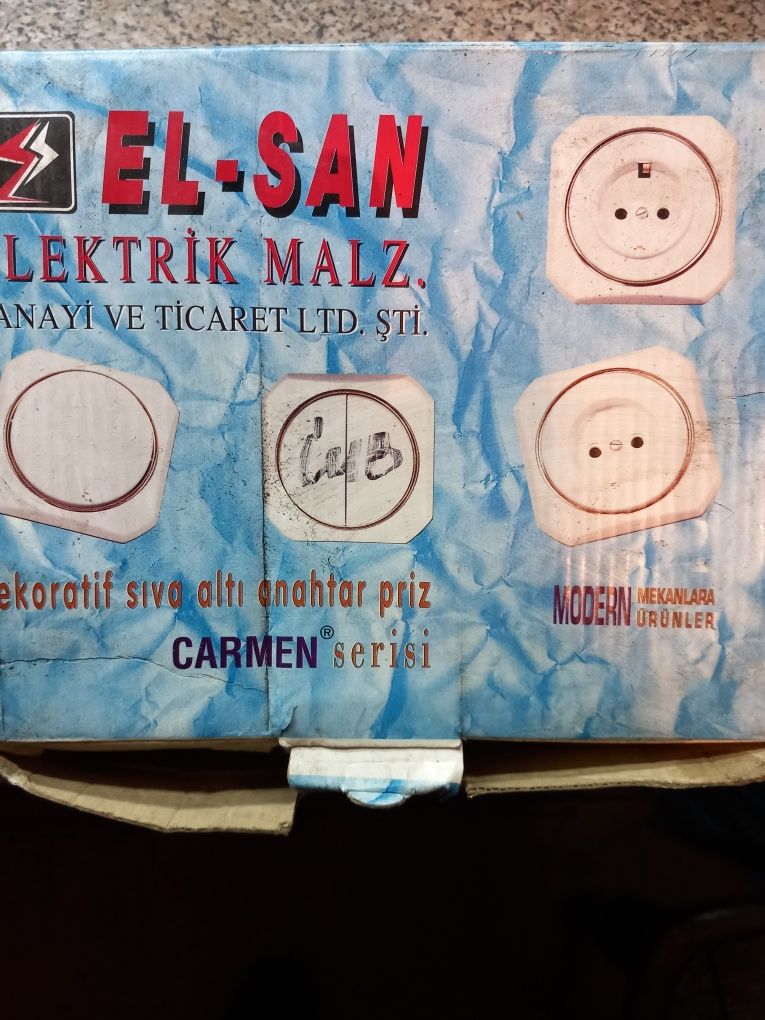 EL-SAN
LEKTRİK MALZ.
ANAYİ VE TİCARET LTD. ŞTİ.
ekoratif sıva altı anahtar priz
CARMEN® serisi
MODERN MEKANLARA
ÜRÜNLER